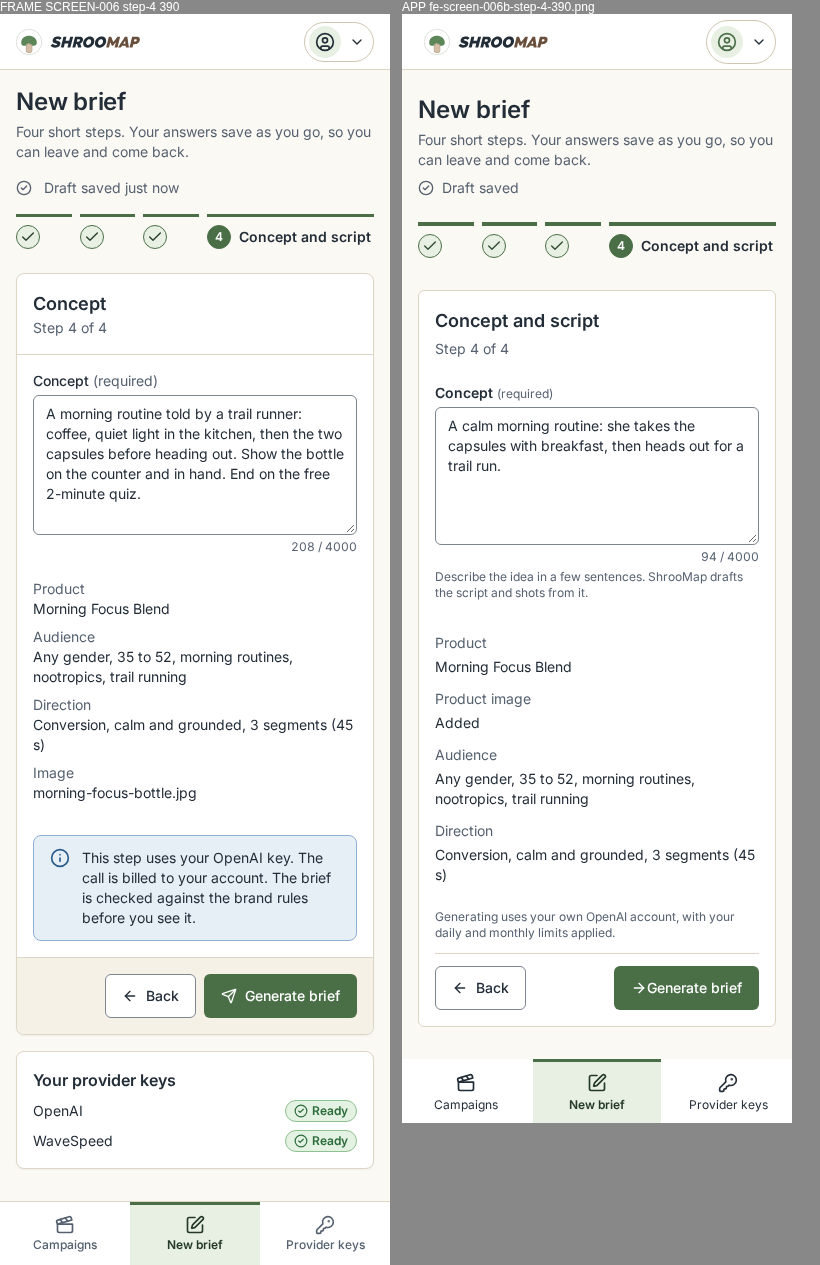 FRAME SCREEN-006 step-4 390
SHROOMAP
New brief
Four short steps. Your answers save as you go, so you
can leave and come back.
Draft saved just now
4 Concept and script
Concept
Step 4 of 4
Concept (required)
A morning routine told by a trail runner:
coffee, quiet light in the kitchen, then the two
capsules before heading out. Show the bottle
on the counter and in hand. End on the free
2-minute quiz.
208 / 4000
Product
Morning Focus Blend
Audience
Any gender, 35 to 52, morning routines,
nootropics, trail running
Direction
Conversion, calm and grounded, 3 segments (45
s)
Image
morning-focus-bottle.jpg
This step uses your OpenAI key. The
call is billed to your account. The brief
is checked against the brand rules
before you see it.
Back Generate brief
Your provider keys
OpenAI Ready
WaveSpeed Ready
Campaigns New brief Provider keys
APP fe-screen-006b-step-4-390.png
SHROOMAP
New brief
Four short steps. Your answers save as you go, so you
can leave and come back.
Draft saved
4 Concept and script
Concept and script
Step 4 of 4
Concept (required)
A calm morning routine: she takes the
capsules with breakfast, then heads out for a
trail run.
94 / 4000
Describe the idea in a few sentences. ShrooMap drafts
the script and shots from it.
Product
Morning Focus Blend
Product image
Added
Audience
Any gender, 35 to 52, morning routines,
nootropics, trail running
Direction
Conversion, calm and grounded, 3 segments (45
s)
Generating uses your own OpenAI account, with your
daily and monthly limits applied.
Back Generate brief
Campaigns New brief Provider keys